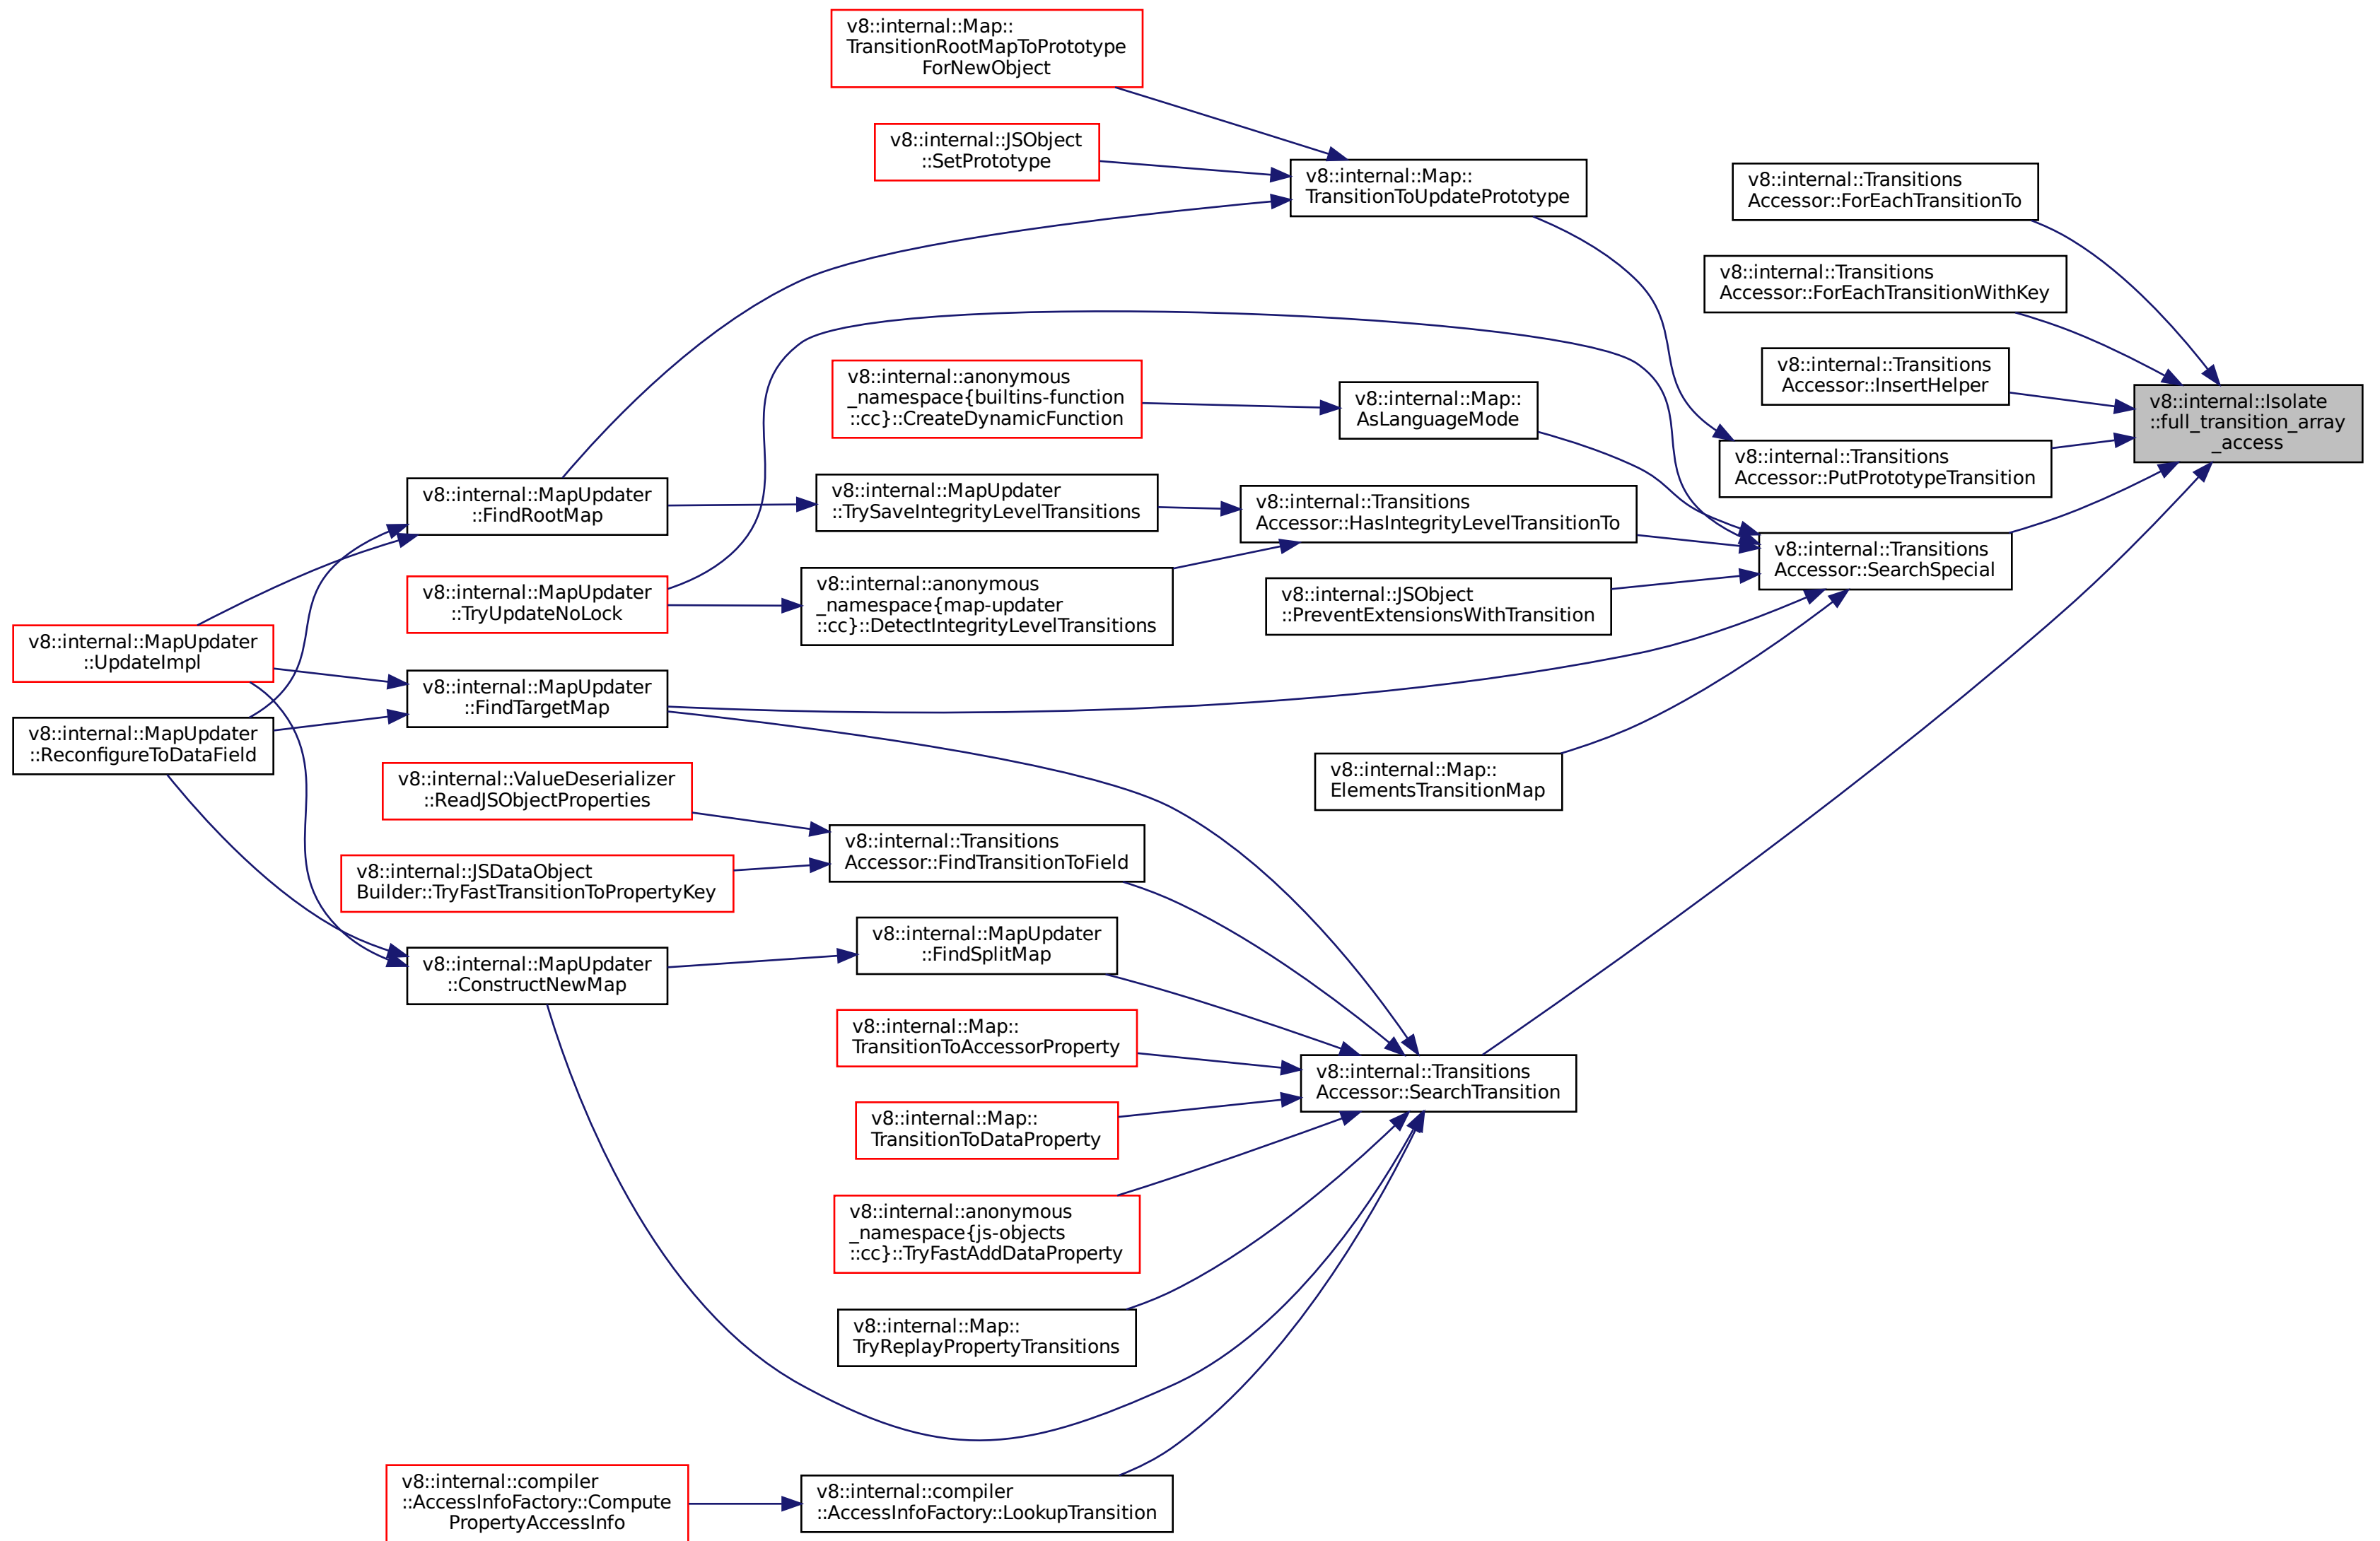 v8::internal::Map::
TransitionRootMapToPrototype
ForNewObject
v8::internal::JSObject
::SetPrototype
v8::internal::Map::
TransitionToUpdatePrototype
v8::internal::Transitions
Accessor::ForEachTransitionTo
v8::internal::Transitions
Accessor::ForEachTransitionWithKey
v8::internal::Transitions
Accessor::InsertHelper
v8::internal::Isolate
::full_transition_array
_access
v8::internal::anonymous
_namespace{builtins-function
::cc}::CreateDynamicFunction
v8::internal::Map::
AsLanguageMode
v8::internal::Transitions
Accessor::PutPrototypeTransition
v8::internal::MapUpdater
::FindRootMap
v8::internal::MapUpdater
::TrySaveIntegrityLevelTransitions
v8::internal::Transitions
Accessor::HasIntegrityLevelTransitionTo
v8::internal::Transitions
Accessor::SearchSpecial
v8::internal::MapUpdater
::TryUpdateNoLock
v8::internal::anonymous
_namespace{map-updater
::cc}::DetectIntegrityLevelTransitions
v8::internal::JSObject
::PreventExtensionsWithTransition
v8::internal::MapUpdater
::UpdateImpl
v8::internal::MapUpdater
::FindTargetMap
v8::internal::MapUpdater
::ReconfigureToDataField
v8::internal::Map::
ElementsTransitionMap
v8::internal::ValueDeserializer
::ReadJSObjectProperties
v8::internal::Transitions
Accessor::FindTransitionToField
v8::internal::JSDataObject
Builder::TryFastTransitionToPropertyKey
v8::internal::MapUpdater
::FindSplitMap
v8::internal::MapUpdater
::ConstructNewMap
v8::internal::Map::
TransitionToAccessorProperty
v8::internal::Transitions
Accessor::SearchTransition
v8::internal::Map::
TransitionToDataProperty
v8::internal::anonymous
_namespace{js-objects
::cc}::TryFastAddDataProperty
v8::internal::Map::
TryReplayPropertyTransitions
v8::internal::compiler
::AccessInfoFactory::Compute
PropertyAccessInfo
v8::internal::compiler
::AccessInfoFactory::LookupTransition